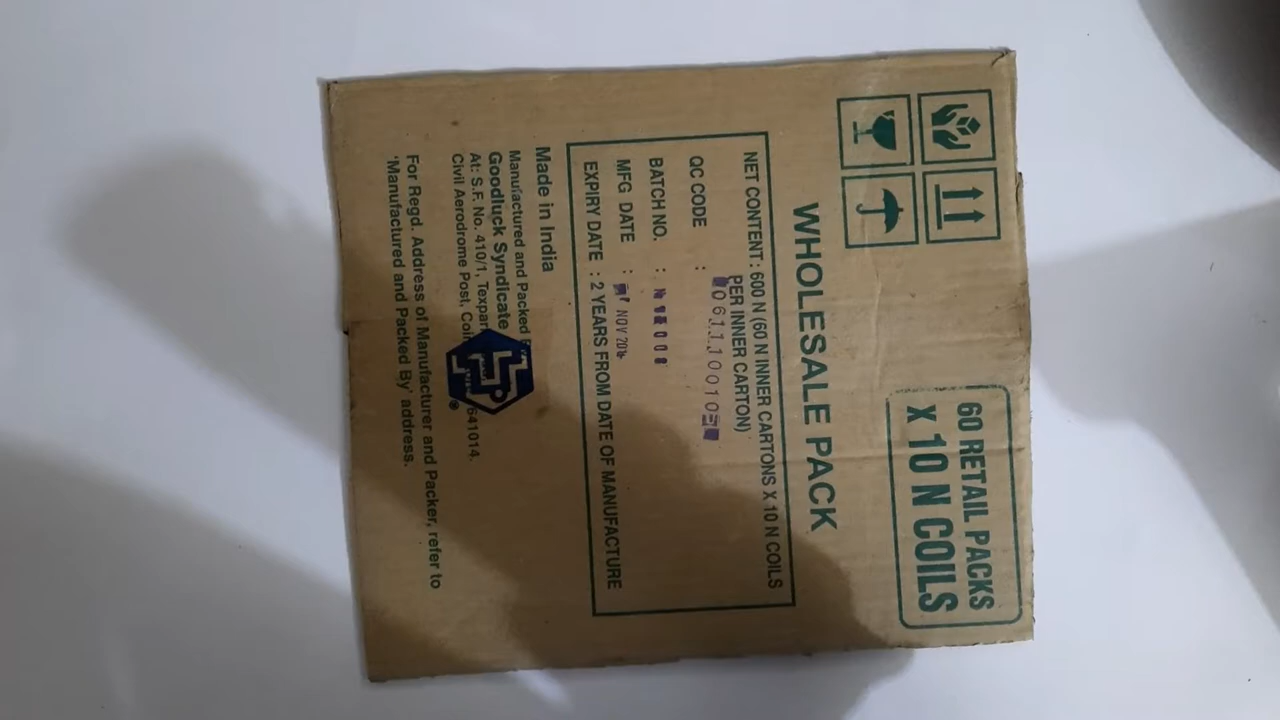 60 RETAIL PACKS
X 10 N COILS
WHOLESALE PACK
NET CONTENT : 600 N (60 N INNER CARTONS X 10 N COILS
PER INNER CARTON)
QC CODE :
BATCH NO. :
MFG DATE : NOV
EXPIRY DATE : 2 YEARS FROM DATE OF MANUFACTURE
Made in India
Manufactured and Packed
Goodluck Syndicate
At: S.F. No. 410/1,
Civil Aerodrome Post, 641014.
For Regd. Address of Manufacturer and Packer, refer to
'Manufactured and Packed By' address.